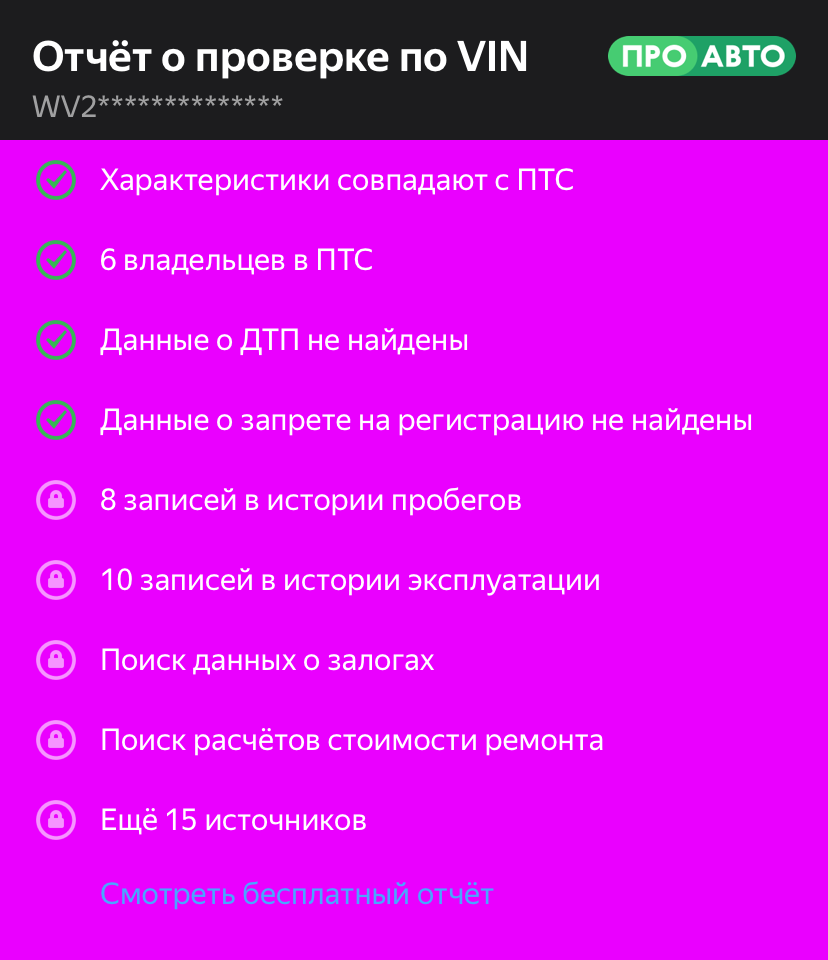 Отчёт о проверке по VIN
ПРО АВТО
WV2**************
Характеристики совпадают с ПТС
6 владельцев в ПТС
Данные о ДТП не найдены
Данные о запрете на регистрацию не найдены
8 записей в истории пробегов
10 записей в истории эксплуатации
Поиск данных о залогах
Поиск расчётов стоимости ремонта
Ещё 15 источников
Смотреть бесплатный отчёт